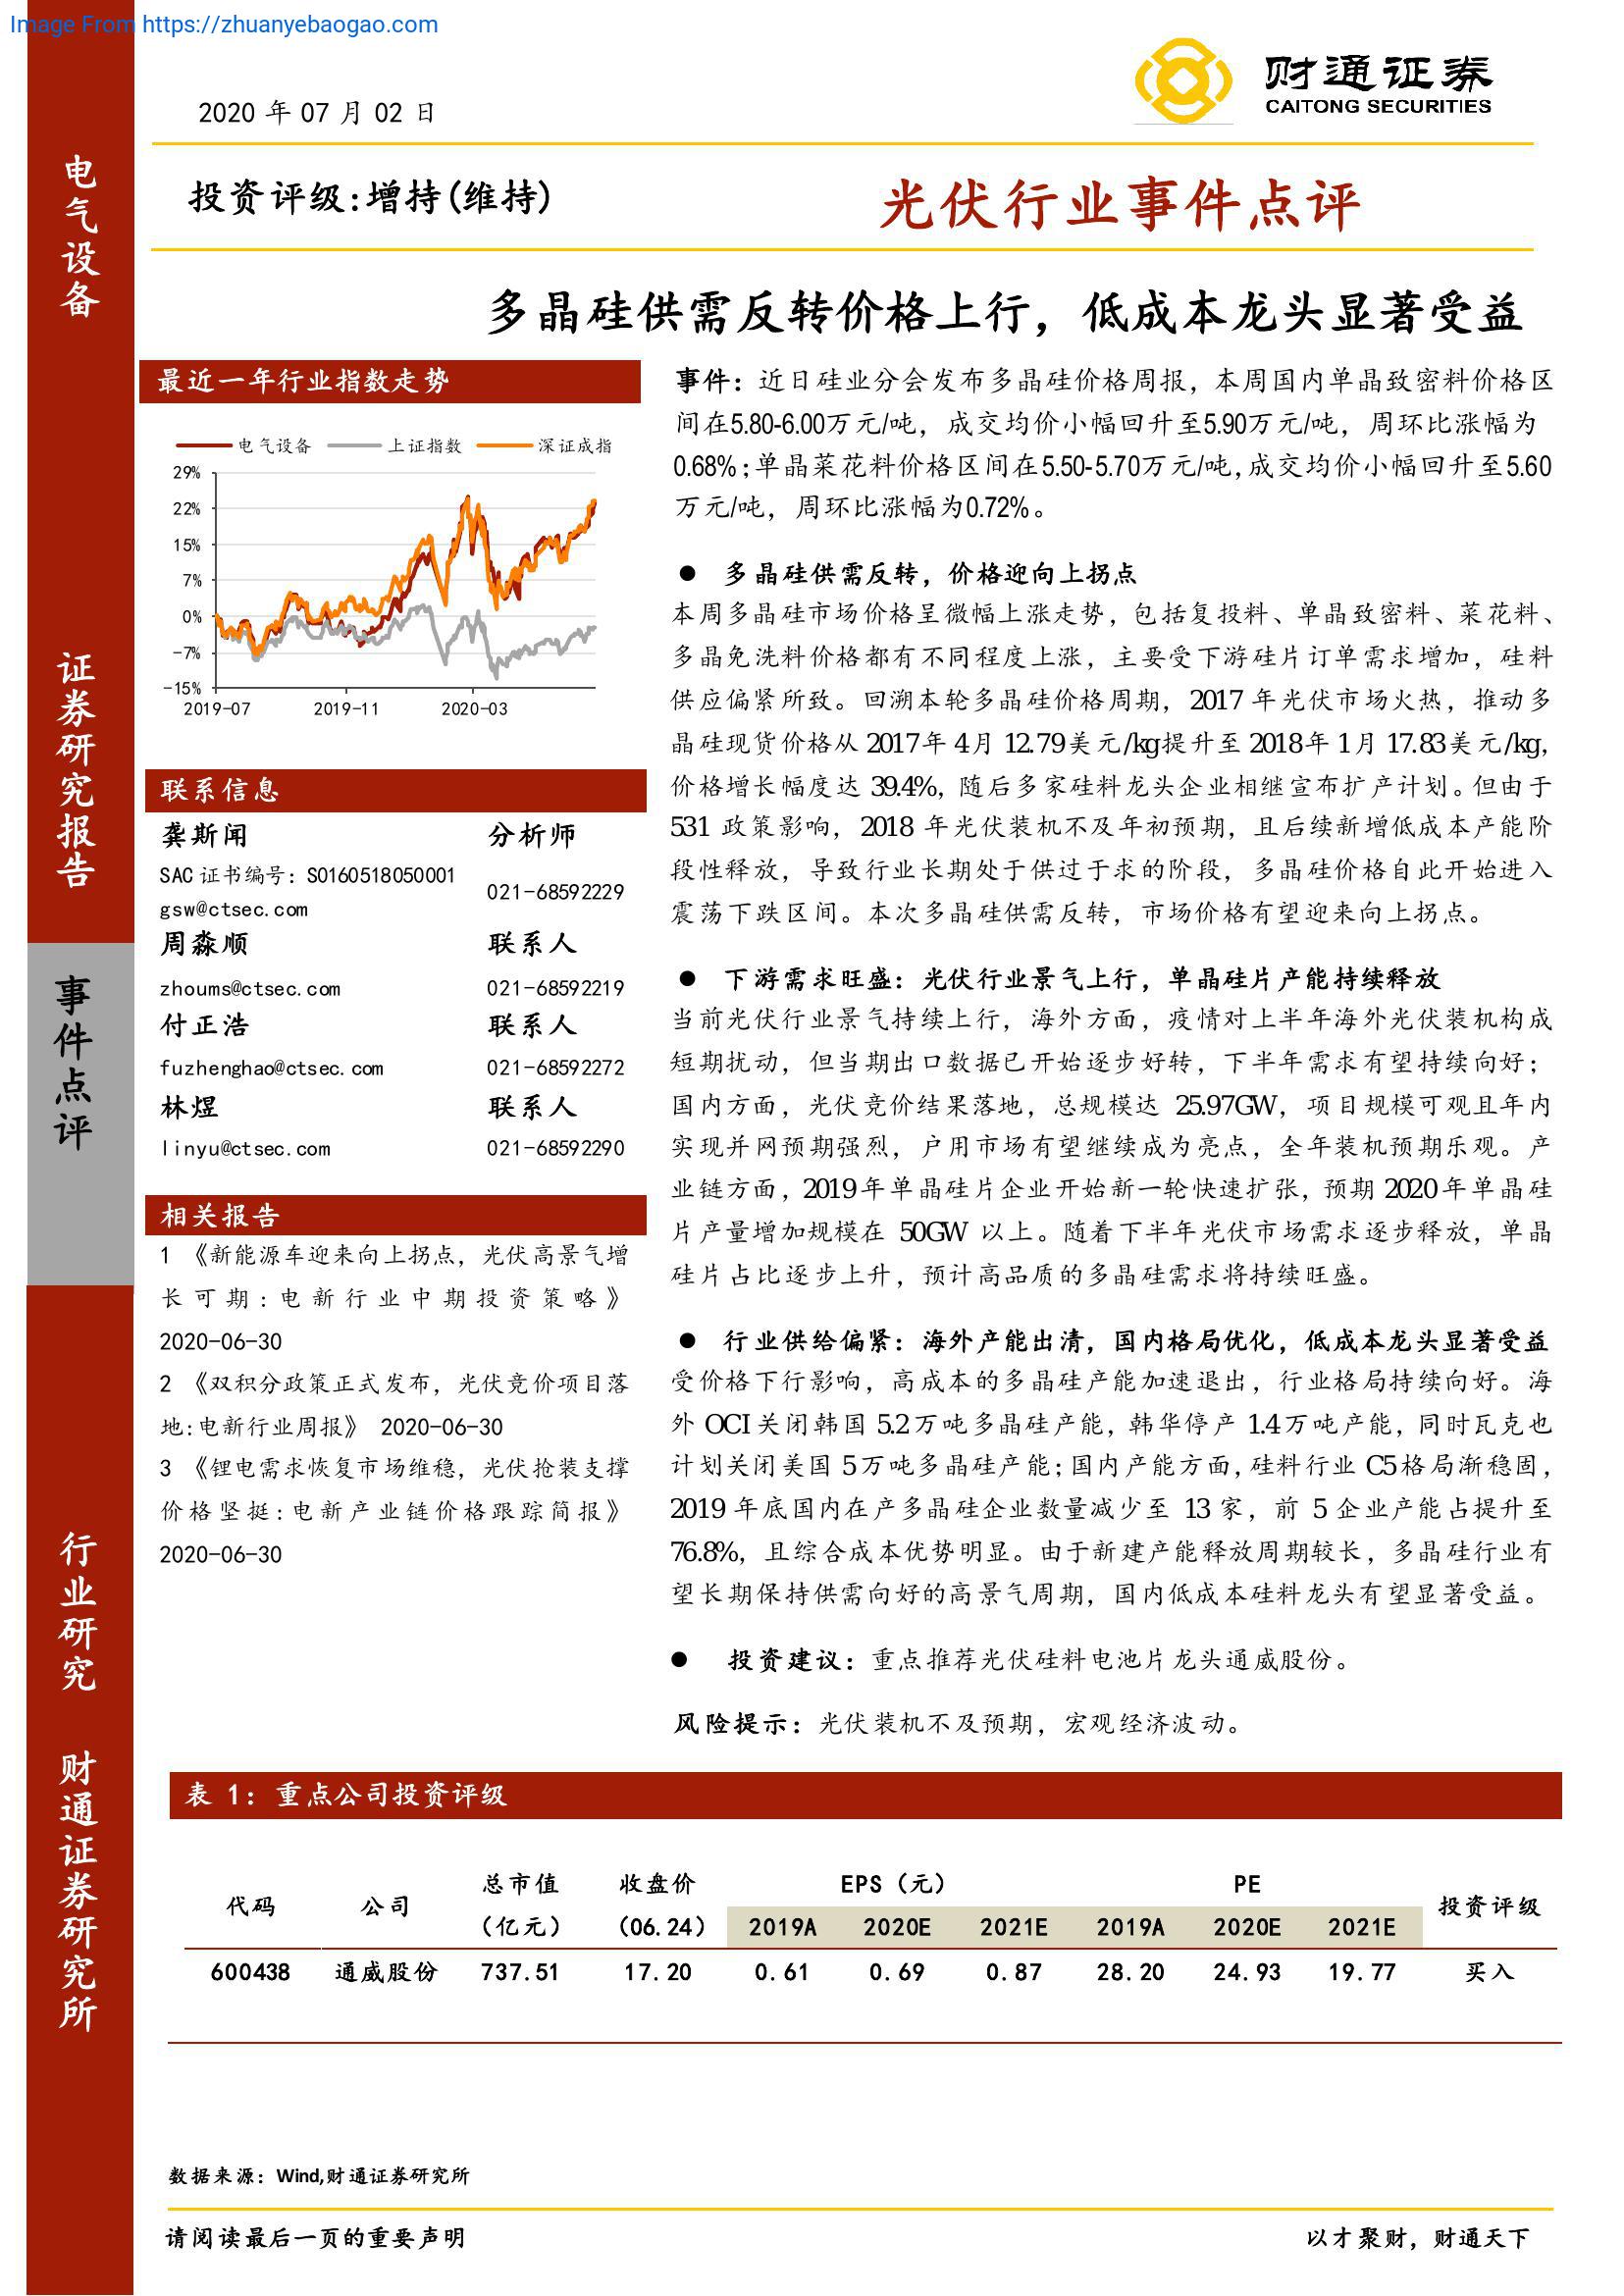 Image From https://zhuanyebaogao.com
财通证券
CAITONG SECURITIES
2020 年 07 月 02 日
投资评级:增持(维持)
光伏行业事件点评
多晶硅供需反转价格上行，低成本龙头显著受益
电气设备
证券研究报告
事件点评
行业研究
财通证券研究所
最近一年行业指数走势
电气设备 上证指数 深证成指
29%
22%
15%
7%
0%
-7%
-15%
2019-07 2019-11 2020-03
联系信息
龚斯闻 分析师
SAC 证书编号：S0160518050001
021-68592229
gsw@ctsec.com
周淼顺 联系人
zhoums@ctsec.com 021-68592219
付正浩 联系人
fuzhenghao@ctsec.com 021-68592272
林煜 联系人
linyu@ctsec.com 021-68592290
相关报告
1 《新能源车迎来向上拐点，光伏高景气增
长可期:电新行业中期投资策略》
2020-06-30
2 《双积分政策正式发布，光伏竞价项目落
地:电新行业周报》 2020-06-30
3 《锂电需求恢复市场维稳，光伏抢装支撑
价格坚挺:电新产业链价格跟踪简报》
2020-06-30
事件：近日硅业分会发布多晶硅价格周报，本周国内单晶致密料价格区
间在5.80-6.00万元/吨，成交均价小幅回升至5.90万元/吨，周环比涨幅为
0.68%；单晶菜花料价格区间在5.50-5.70万元/吨，成交均价小幅回升至5.60
万元/吨，周环比涨幅为0.72%。
● 多晶硅供需反转，价格迎向上拐点
本周多晶硅市场价格呈微幅上涨走势，包括复投料、单晶致密料、菜花料、
多晶免洗料价格都有不同程度上涨，主要受下游硅片订单需求增加，硅料
供应偏紧所致。回溯本轮多晶硅价格周期，2017 年光伏市场火热，推动多
晶硅现货价格从 2017年 4月 12.79美元/kg提升至 2018年 1月 17.83美元/kg，
价格增长幅度达 39.4%，随后多家硅料龙头企业相继宣布扩产计划。但由于
531 政策影响，2018 年光伏装机不及年初预期，且后续新增低成本产能阶
段性释放，导致行业长期处于供过于求的阶段，多晶硅价格自此开始进入
震荡下跌区间。本次多晶硅供需反转，市场价格有望迎来向上拐点。
● 下游需求旺盛：光伏行业景气上行，单晶硅片产能持续释放
当前光伏行业景气持续上行，海外方面，疫情对上半年海外光伏装机构成
短期扰动，但当期出口数据已开始逐步好转，下半年需求有望持续向好；
国内方面，光伏竞价结果落地，总规模达 25.97GW，项目规模可观且年内
实现并网预期强烈，户用市场有望继续成为亮点，全年装机预期乐观。产
业链方面，2019年单晶硅片企业开始新一轮快速扩张，预期 2020年单晶硅
片产量增加规模在 50GW 以上。随着下半年光伏市场需求逐步释放，单晶
硅片占比逐步上升，预计高品质的多晶硅需求将持续旺盛。
● 行业供给偏紧：海外产能出清，国内格局优化，低成本龙头显著受益
受价格下行影响，高成本的多晶硅产能加速退出，行业格局持续向好。海
外 OCI关闭韩国 5.2万吨多晶硅产能，韩华停产 1.4万吨产能，同时瓦克也
计划关闭美国 5万吨多晶硅产能；国内产能方面，硅料行业 C5格局渐稳固，
2019 年底国内在产多晶硅企业数量减少至 13 家，前 5 企业产能占提升至
76.8%，且综合成本优势明显。由于新建产能释放周期较长，多晶硅行业有
望长期保持供需向好的高景气周期，国内低成本硅料龙头有望显著受益。
● 投资建议：重点推荐光伏硅料电池片龙头通威股份。
风险提示：光伏装机不及预期，宏观经济波动。
表 1：重点公司投资评级
代码 公司 总市值（亿元） 收盘价（06.24） EPS（元） PE 投资评级
2019A 2020E 2021E 2019A 2020E 2021E
600438 通威股份 737.51 17.20 0.61 0.69 0.87 28.20 24.93 19.77 买入
数据来源：Wind,财通证券研究所
请阅读最后一页的重要声明 以才聚财，财通天下